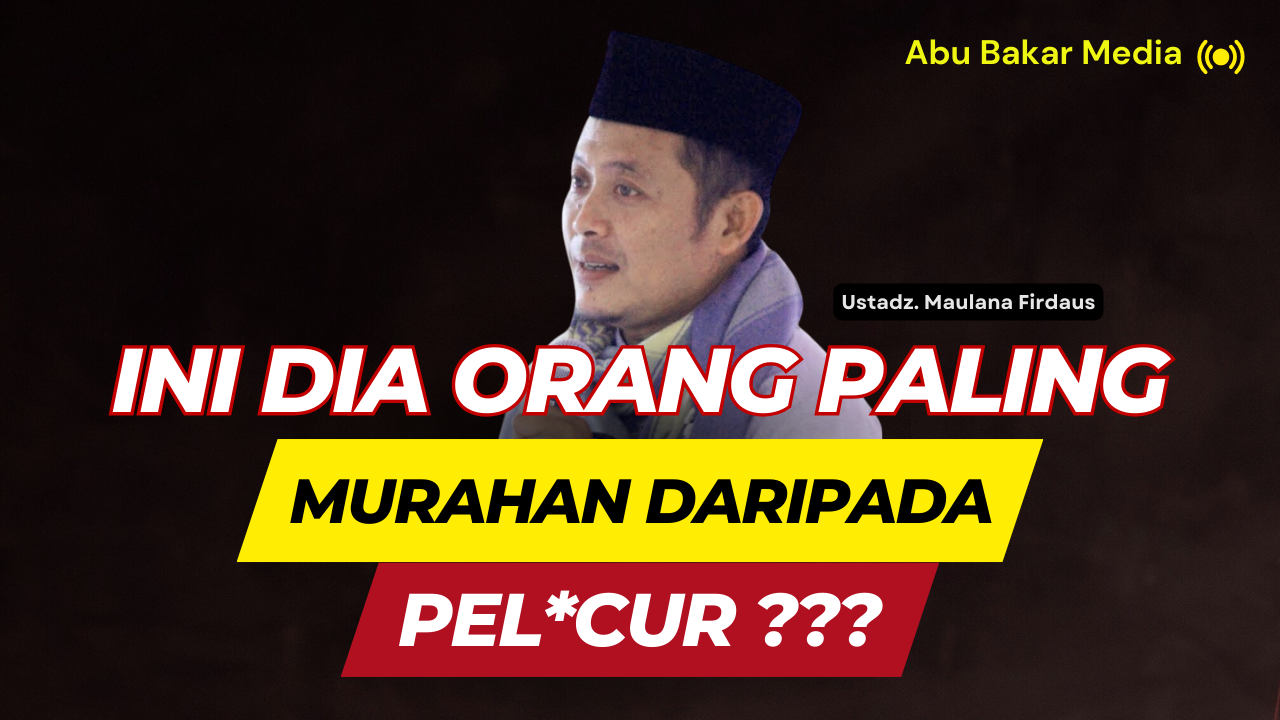 Abu Bakar Media
Ustadz. Maulana Firdaus
INI DIA ORANG PALING
MURAHAN DARIPADA
PEL*CUR ???